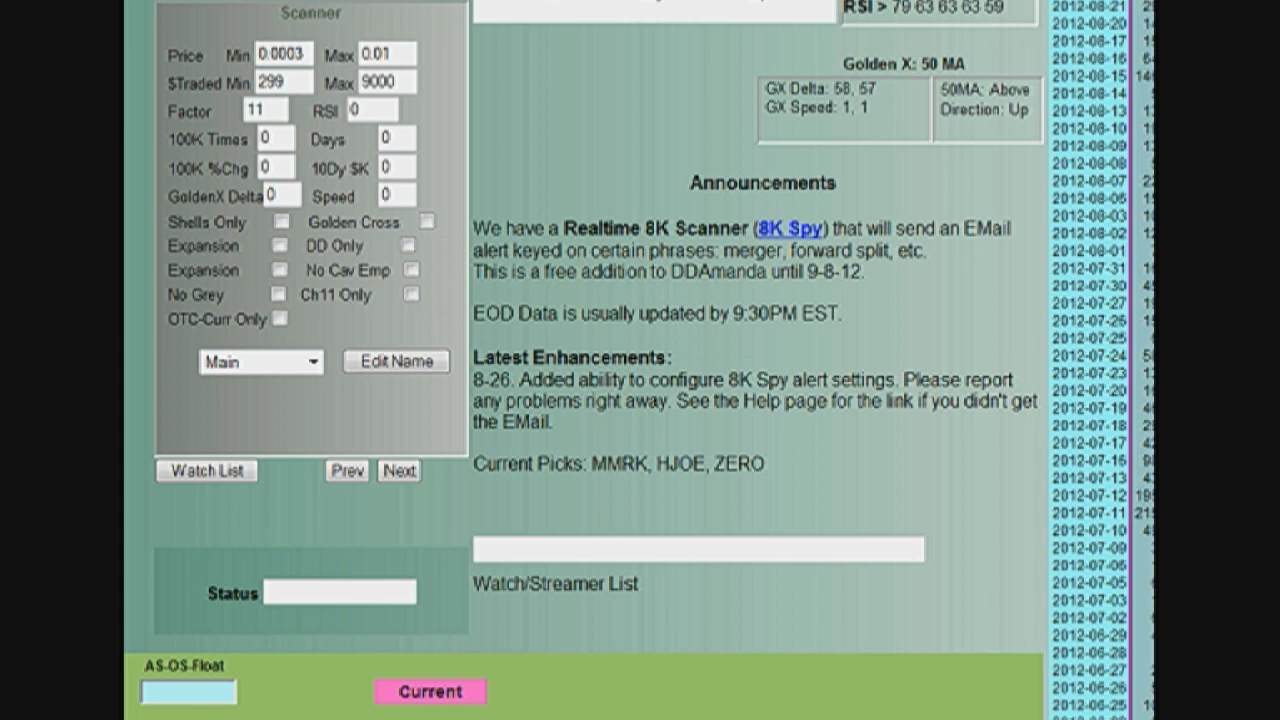 Scanner
Price Min 0.0003 Max 0.01
$Traded Min 299 Max 9000
Factor 11 RSI 0
100K Times 0 Days 0
100K %Chg 0 10Dy $K 0
GoldenX Delta 0 Speed 0
Shells Only Golden Cross
Expansion DD Only
Expansion No Cav Emp
No Grey Ch11 Only
OTC-Curr Only
Main Edit Name
Watch List Prev Next
Status
RSI > 79 63 63 63 59
Golden X: 50 MA
GX Delta: 58, 57
GX Speed: 1, 1
50MA: Above
Direction: Up
Announcements
We have a Realtime 8K Scanner (8K Spy) that will send an EMail
alert keyed on certain phrases: merger, forward split, etc.
This is a free addition to DDAmanda until 9-8-12.
EOD Data is usually updated by 9:30PM EST.
Latest Enhancements:
8-26. Added ability to configure 8K Spy alert settings. Please report
any problems right away. See the Help page for the link if you didn't get
the EMail.
Current Picks: MMRK, HJOE, ZERO
Watch/Streamer List
AS-OS-Float
Current
2012-08-21
2012-08-20
2012-08-17
2012-08-16
2012-08-15
2012-08-14
2012-08-13
2012-08-10
2012-08-09
2012-08-08
2012-08-07
2012-08-06
2012-08-03
2012-08-02
2012-08-01
2012-07-31
2012-07-30
2012-07-27
2012-07-26
2012-07-25
2012-07-24
2012-07-23
2012-07-20
2012-07-19
2012-07-18
2012-07-17
2012-07-16
2012-07-13
2012-07-12
2012-07-11
2012-07-10
2012-07-09
2012-07-06
2012-07-05
2012-07-03
2012-07-02
2012-06-29
2012-06-28
2012-06-27
2012-06-26
2012-06-25